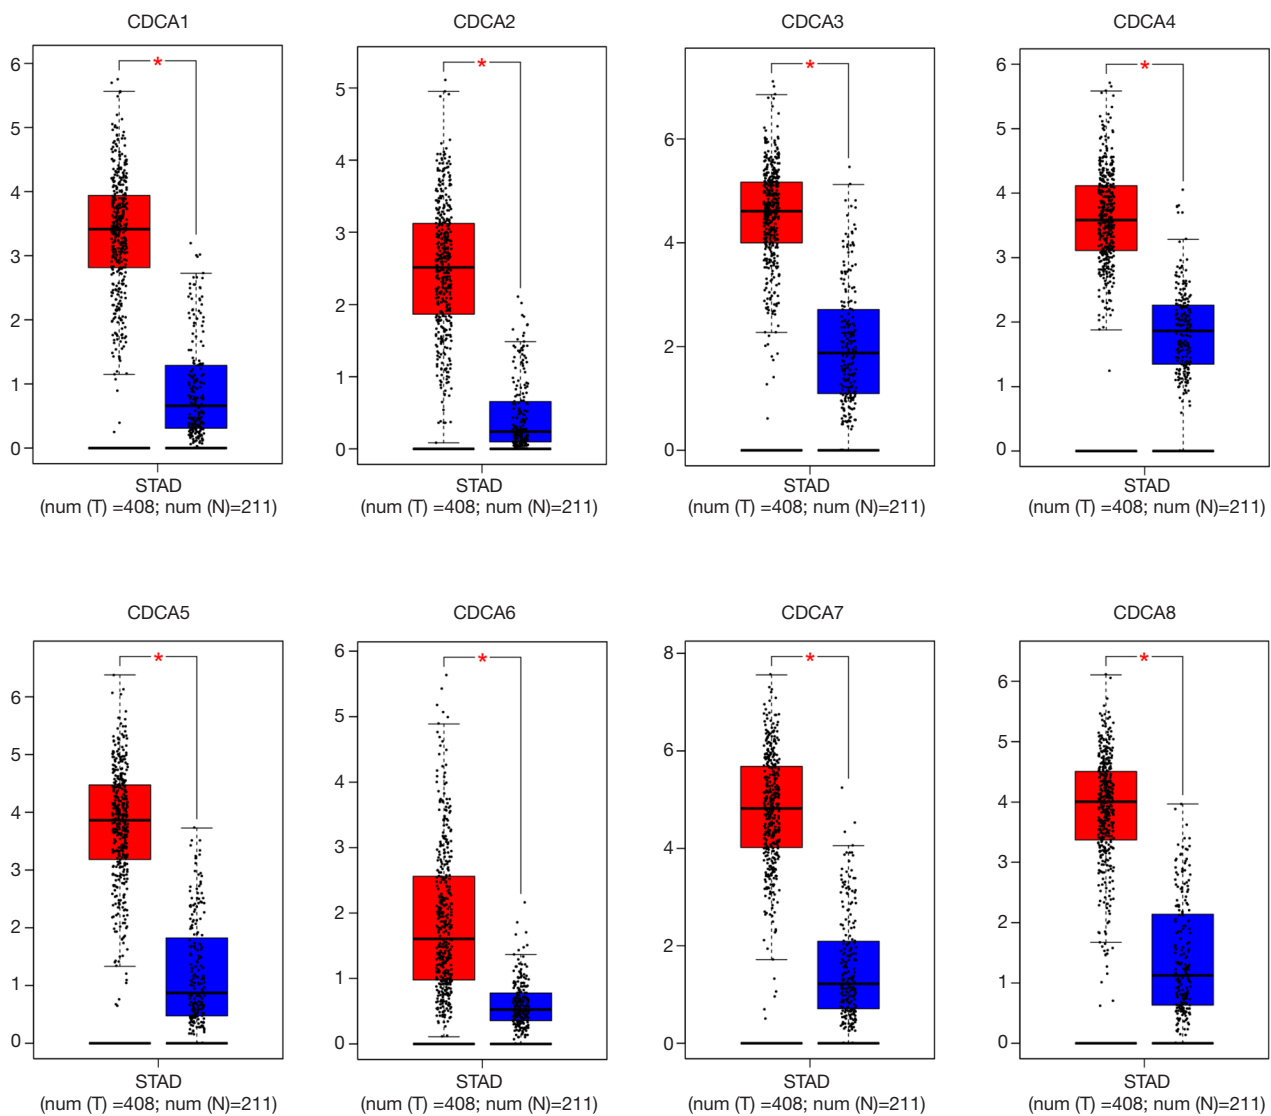 CDCA1
CDCA2
CDCA3
CDCA4
6
5
4
3
2
1
0
*
5
4
3
2
1
0
*
6
4
2
0
*
6
5
4
3
2
1
0
*
STAD
(num (T) =408; num (N)=211)
STAD
(num (T) =408; num (N)=211)
STAD
(num (T) =408; num (N)=211)
STAD
(num (T) =408; num (N)=211)
CDCA5
CDCA6
CDCA7
CDCA8
6
5
4
3
2
1
0
*
6
5
4
3
2
1
0
*
8
6
4
2
0
*
6
5
4
3
2
1
0
*
STAD
(num (T) =408; num (N)=211)
STAD
(num (T) =408; num (N)=211)
STAD
(num (T) =408; num (N)=211)
STAD
(num (T) =408; num (N)=211)